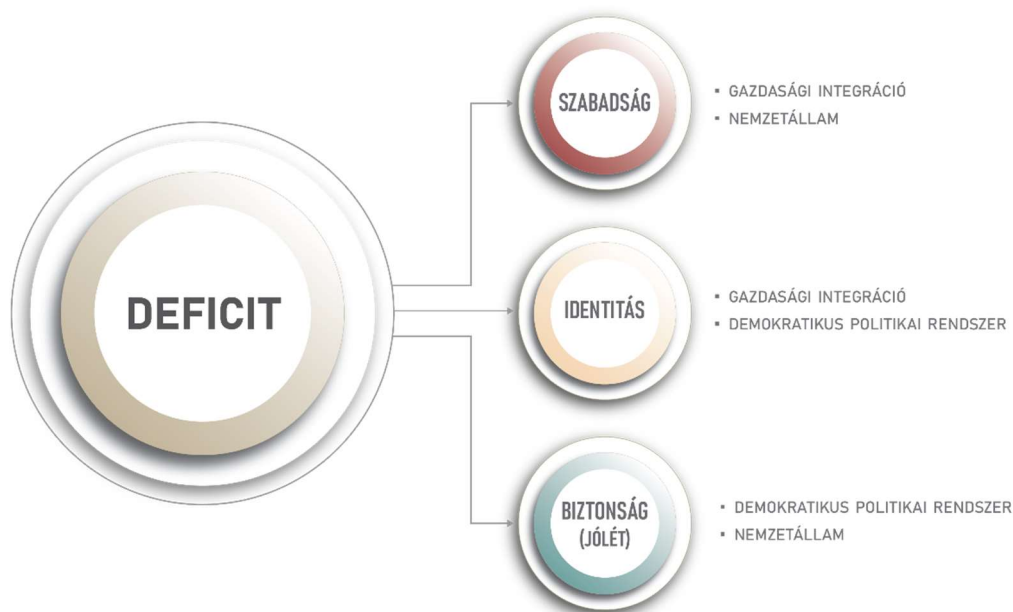 DEFICIT
SZABADSÁG
▪ GAZDASÁGI INTEGRÁCIÓ
▪ NEMZETÁLLAM
IDENTITÁS
▪ GAZDASÁGI INTEGRÁCIÓ
▪ DEMOKRATIKUS POLITIKAI RENDSZER
BIZTONSÁG
(JÓLÉT)
▪ DEMOKRATIKUS POLITIKAI RENDSZER
▪ NEMZETÁLLAM